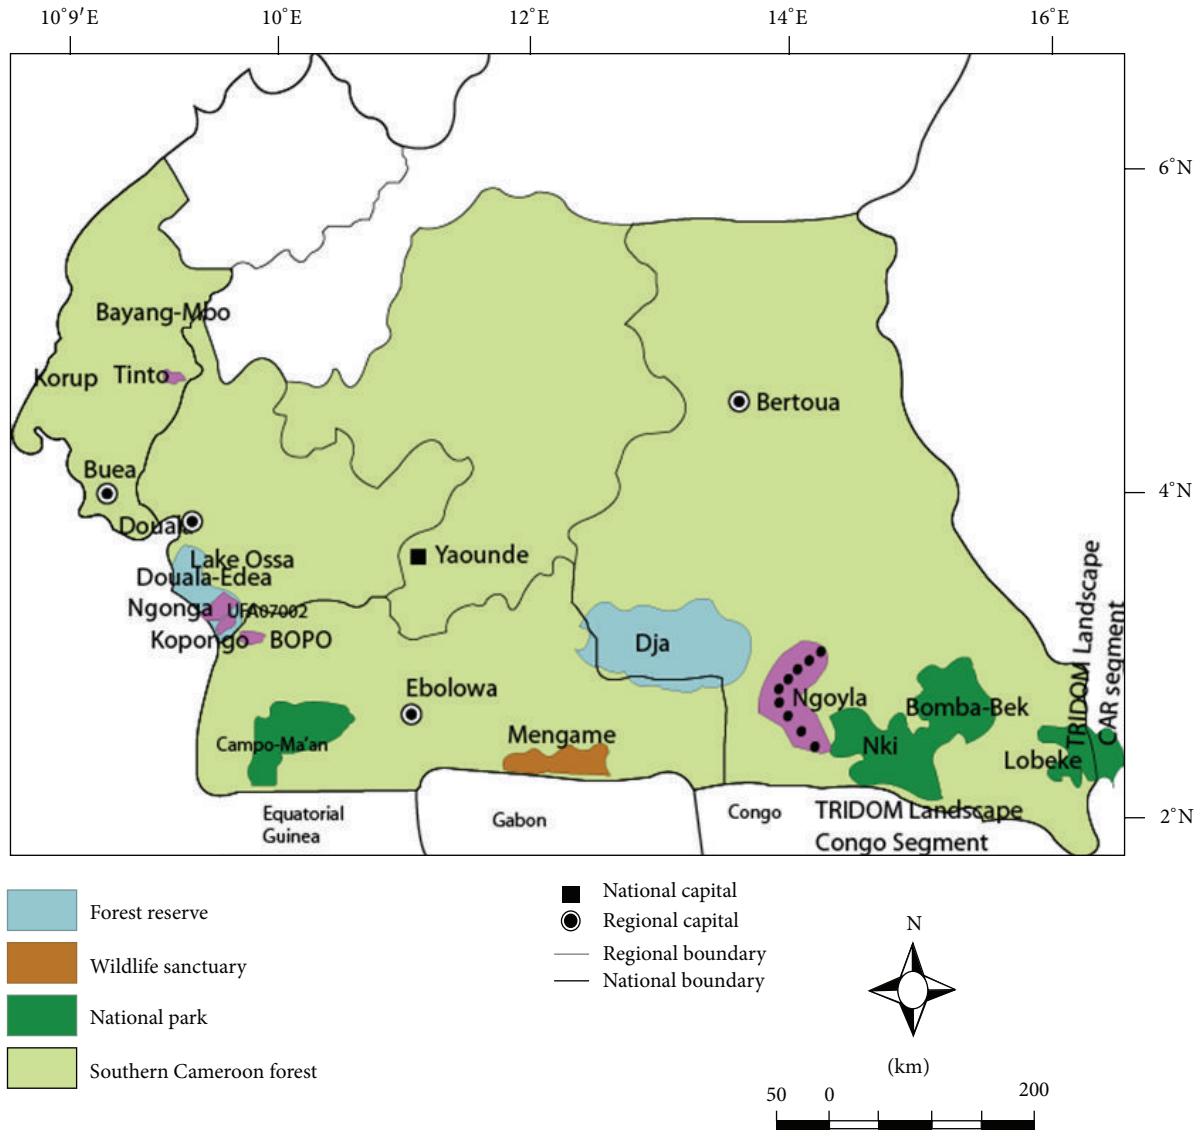 10˚9′E
10˚E
12˚E
14˚E
16˚E
6˚N
4˚N
2˚N
Bayang-Mbo
Korup
Tinto
Bertoua
Buea
Douala
Lake Ossa
Yaounde
Douala-Edea
Ngonga
UFA07002
Kopongo
BOPO
Dja
Ebolowa
Ngoyla
Bomba-Bek
Campo-Ma'an
Mengame
Nki
Lobeke
TRIDOM Landscape
CAR segment
Equatorial
Guinea
Gabon
Congo
TRIDOM Landscape
Congo Segment
Forest reserve
Wildlife sanctuary
National park
Southern Cameroon forest
National capital
Regional capital
Regional boundary
National boundary
N
(km)
50 0 200